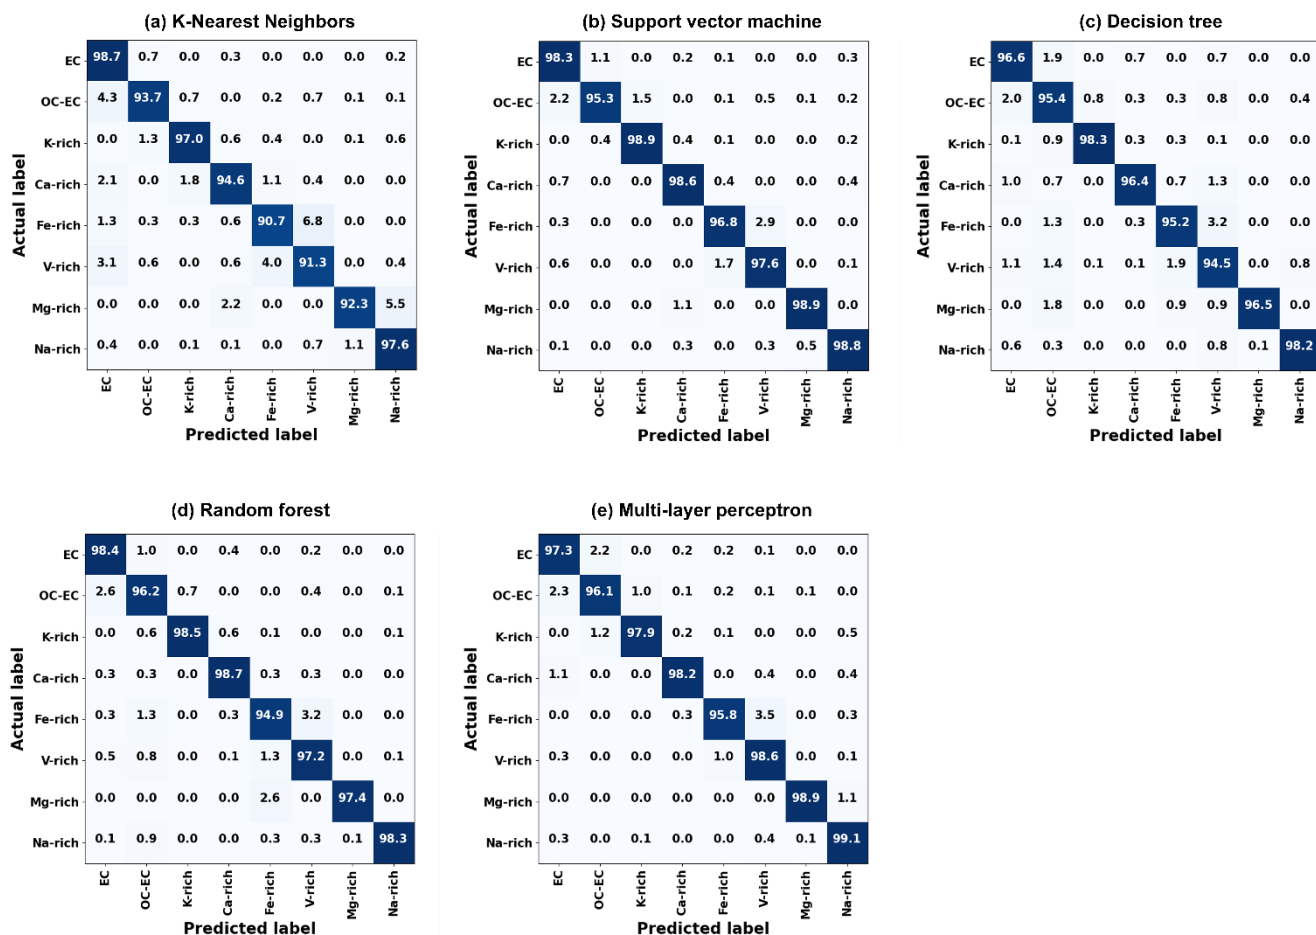 (a) K-Nearest Neighbors
EC 98.7 0.7 0.0 0.3 0.0 0.0 0.0 0.2
OC-EC 4.3 93.7 0.7 0.0 0.2 0.7 0.1 0.1
K-rich 0.0 1.3 97.0 0.6 0.4 0.0 0.1 0.6
Ca-rich 2.1 0.0 1.8 94.6 1.1 0.4 0.0 0.0
Fe-rich 1.3 0.3 0.3 0.6 90.7 6.8 0.0 0.0
V-rich 3.1 0.6 0.0 0.6 4.0 91.3 0.0 0.4
Mg-rich 0.0 0.0 0.0 2.2 0.0 0.0 92.3 5.5
Na-rich 0.4 0.0 0.1 0.1 0.0 0.7 1.1 97.6
Actual label
EC OC-EC K-rich Ca-rich Fe-rich V-rich Mg-rich Na-rich
Predicted label
(b) Support vector machine
EC 98.3 1.1 0.0 0.2 0.1 0.0 0.0 0.3
OC-EC 2.2 95.3 1.5 0.0 0.1 0.5 0.1 0.2
K-rich 0.0 0.4 98.9 0.4 0.1 0.0 0.0 0.2
Ca-rich 0.7 0.0 0.0 98.6 0.4 0.0 0.0 0.4
Fe-rich 0.3 0.0 0.0 0.0 96.8 2.9 0.0 0.0
V-rich 0.6 0.0 0.0 0.0 1.7 97.6 0.0 0.1
Mg-rich 0.0 0.0 0.0 1.1 0.0 0.0 98.9 0.0
Na-rich 0.1 0.0 0.0 0.3 0.0 0.3 0.5 98.8
Actual label
EC OC-EC K-rich Ca-rich Fe-rich V-rich Mg-rich Na-rich
Predicted label
(c) Decision tree
EC 96.6 1.9 0.0 0.7 0.0 0.7 0.0 0.0
OC-EC 2.0 95.4 0.8 0.3 0.3 0.8 0.0 0.4
K-rich 0.1 0.9 98.3 0.3 0.3 0.1 0.0 0.0
Ca-rich 1.0 0.7 0.0 96.4 0.7 1.3 0.0 0.0
Fe-rich 0.0 1.3 0.0 0.3 95.2 3.2 0.0 0.0
V-rich 1.1 1.4 0.1 0.1 1.9 94.5 0.0 0.8
Mg-rich 0.0 1.8 0.0 0.0 0.9 0.9 96.5 0.0
Na-rich 0.6 0.3 0.0 0.0 0.0 0.8 0.1 98.2
Actual label
EC OC-EC K-rich Ca-rich Fe-rich V-rich Mg-rich Na-rich
Predicted label
(d) Random forest
EC 98.4 1.0 0.0 0.4 0.0 0.2 0.0 0.0
OC-EC 2.6 96.2 0.7 0.0 0.0 0.4 0.0 0.1
K-rich 0.0 0.6 98.5 0.6 0.1 0.0 0.0 0.1
Ca-rich 0.3 0.3 0.0 98.7 0.3 0.3 0.0 0.0
Fe-rich 0.3 1.3 0.0 0.3 94.9 3.2 0.0 0.0
V-rich 0.5 0.8 0.0 0.1 1.3 97.2 0.0 0.1
Mg-rich 0.0 0.0 0.0 0.0 2.6 0.0 97.4 0.0
Na-rich 0.1 0.9 0.0 0.0 0.3 0.3 0.1 98.3
Actual label
EC OC-EC K-rich Ca-rich Fe-rich V-rich Mg-rich Na-rich
Predicted label
(e) Multi-layer perceptron
EC 97.3 2.2 0.0 0.2 0.2 0.1 0.0 0.0
OC-EC 2.3 96.1 1.0 0.1 0.2 0.1 0.1 0.0
K-rich 0.0 1.2 97.9 0.2 0.1 0.0 0.0 0.5
Ca-rich 1.1 0.0 0.0 98.2 0.0 0.4 0.0 0.4
Fe-rich 0.0 0.0 0.0 0.3 95.8 3.5 0.0 0.3
V-rich 0.3 0.0 0.0 0.0 1.0 98.6 0.0 0.1
Mg-rich 0.0 0.0 0.0 0.0 0.0 0.0 98.9 1.1
Na-rich 0.3 0.0 0.1 0.0 0.0 0.4 0.1 99.1
Actual label
EC OC-EC K-rich Ca-rich Fe-rich V-rich Mg-rich Na-rich
Predicted label